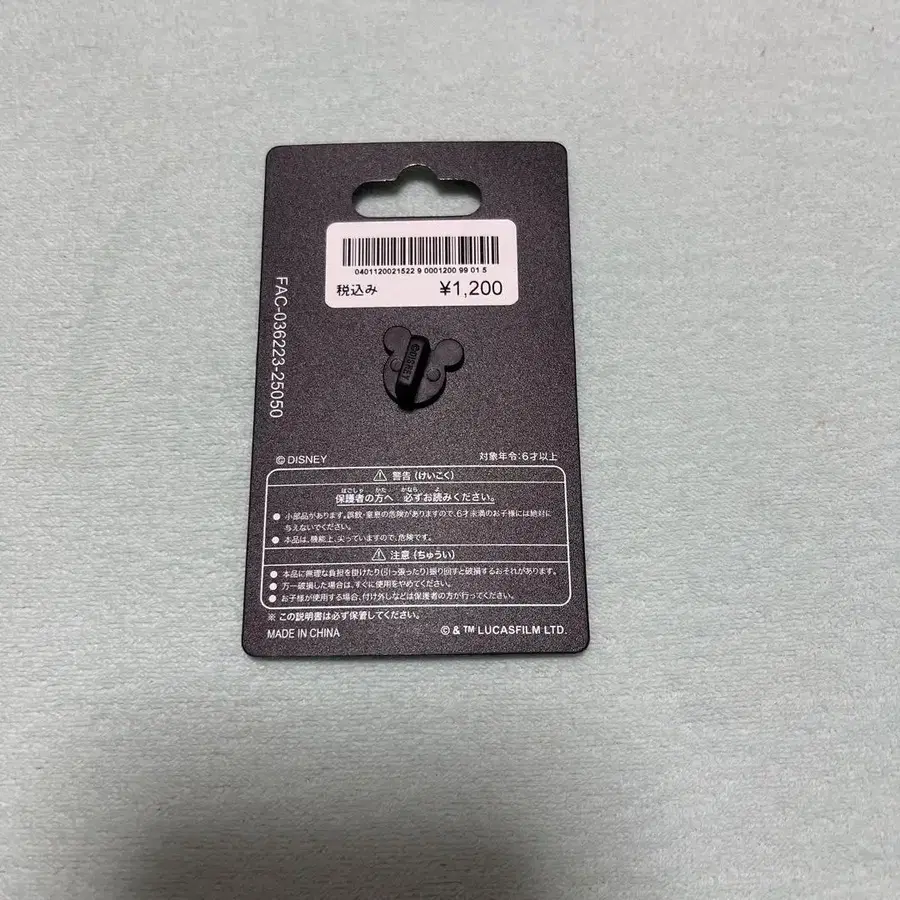 0401120021522 9 0001200 99 01 5
税込み ¥1,200
FAC-036223-25050
©DISNEY
© DISNEY 対象年令:6才以上
⚠ 警告 (けいこく)
ほごしゃ かた かなら よ
保護者の方へ 必ずお読みください。
● 小部品があります。誤飲・窒息の危険がありますので、6才未満のお子様には絶対に
与えないでください。
● 本品は、機能上、尖っていますので、危険です。
⚠ 注意 (ちゅうい)
● 本品に無理な負担を掛けたり(引っ張ったり)振り回すと破損するおそれがあります。
● 万一破損した場合は、すぐに使用をやめてください。
● お子様が使用する場合、付け外しなどは保護者の方が行ってください。
※ この説明書は必ず保管してください。
MADE IN CHINA © & ™ LUCASFILM LTD.